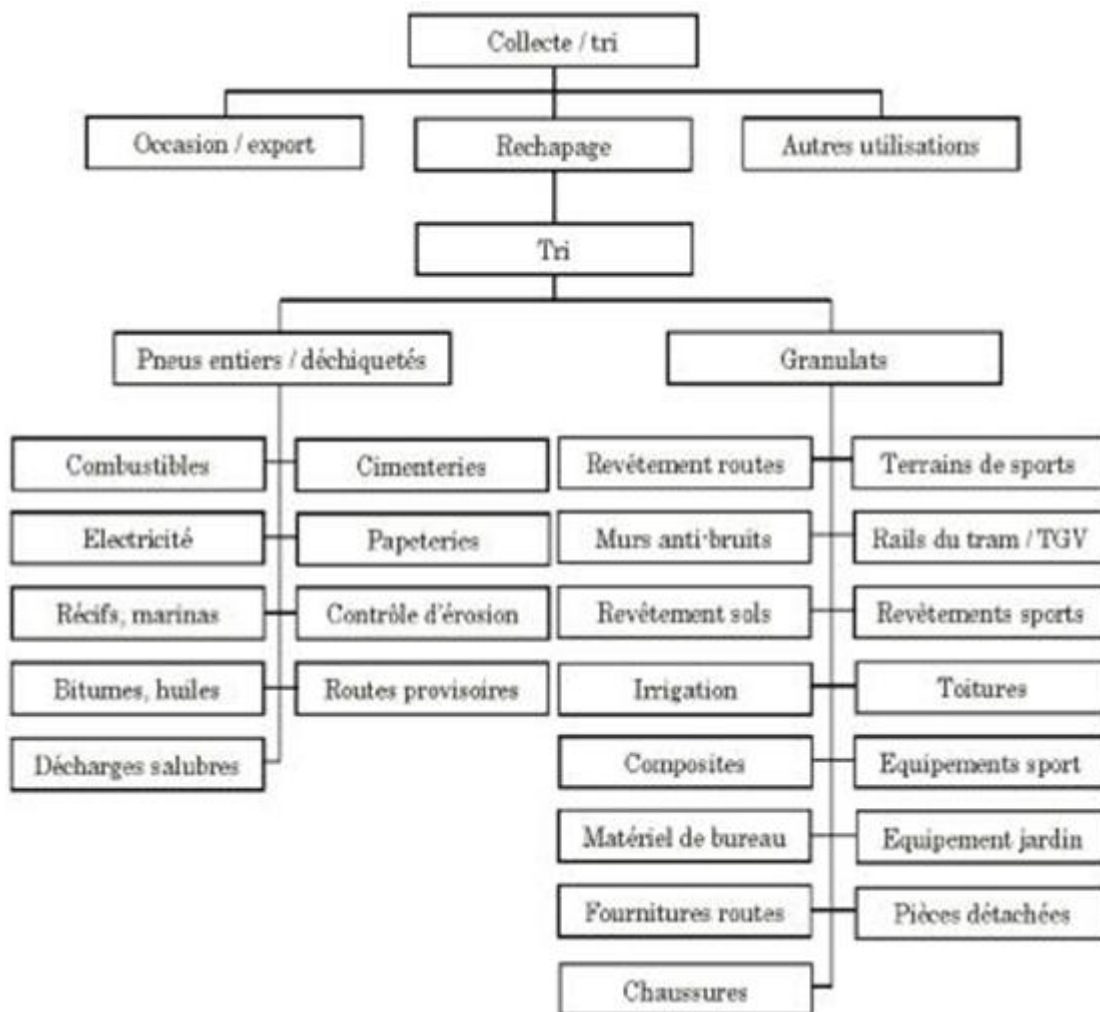 Collecte / tri
Occasion / export
Rechapage
Autres utilisations
Tri
Pneus entiers / déchiquetés
Granulats
Combustibles
Cimenteries
Electricité
Papeteries
Récifs, marinas
Contrôle d'érosion
Bitumes, huiles
Routes provisoires
Décharges salubres
Revêtement routes
Terrains de sports
Murs anti-bruits
Rails du tram / TGV
Revêtement sols
Revêtements sports
Irrigation
Toitures
Composites
Equipements sport
Matériel de bureau
Equipement jardin
Fournitures routes
Pièces détachées
Chaussures